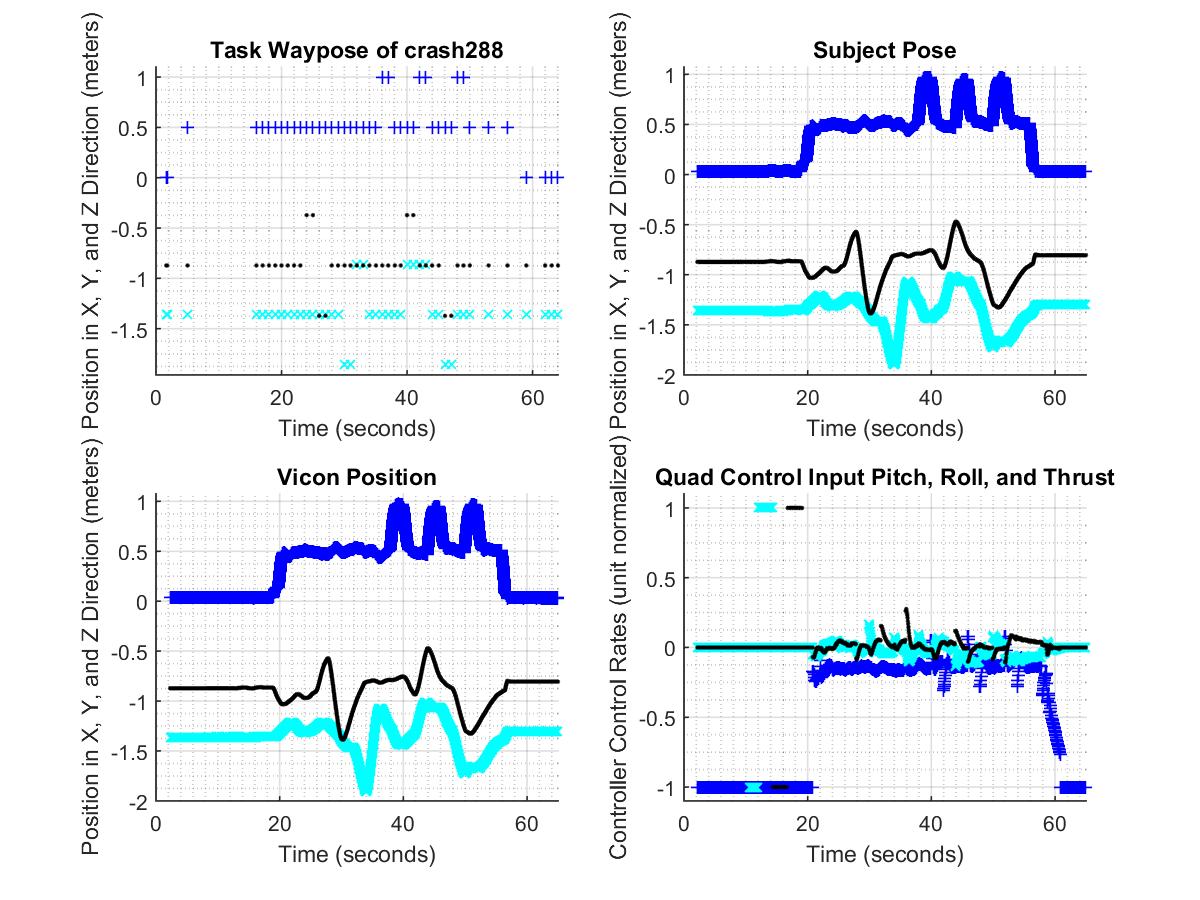 Task Waypose of crash288
Position in X, Y, and Z Direction (meters)
1
0.5
0
-0.5
-1
-1.5
0 20 40 60
Time (seconds)
Subject Pose
Position in X, Y, and Z Direction (meters)
1
0.5
0
-0.5
-1
-1.5
-2
0 20 40 60
Time (seconds)
Vicon Position
Position in X, Y, and Z Direction (meters)
1
0.5
0
-0.5
-1
-1.5
-2
0 20 40 60
Time (seconds)
Quad Control Input Pitch, Roll, and Thrust
Controller Control Rates (unit normalized)
1
0.5
0
-0.5
-1
0 20 40 60
Time (seconds)